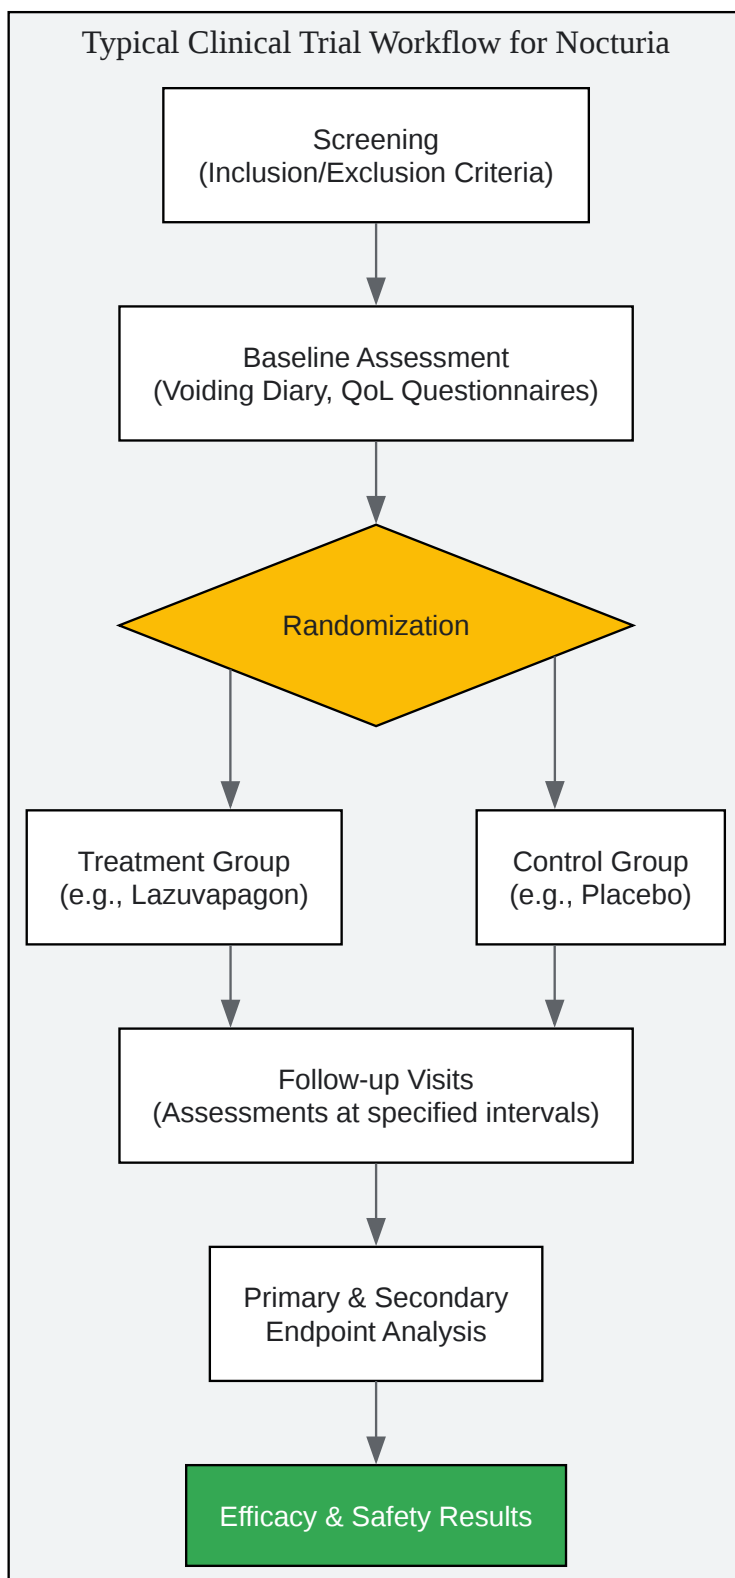 Typical Clinical Trial Workflow for Nocturia
Screening
(Inclusion/Exclusion Criteria)
Baseline Assessment
(Voiding Diary, QoL Questionnaires)
Randomization
Treatment Group
(e.g., Lazuvapagon)
Control Group
(e.g., Placebo)
Follow-up Visits
(Assessments at specified intervals)
Primary & Secondary
Endpoint Analysis
Efficacy & Safety Results